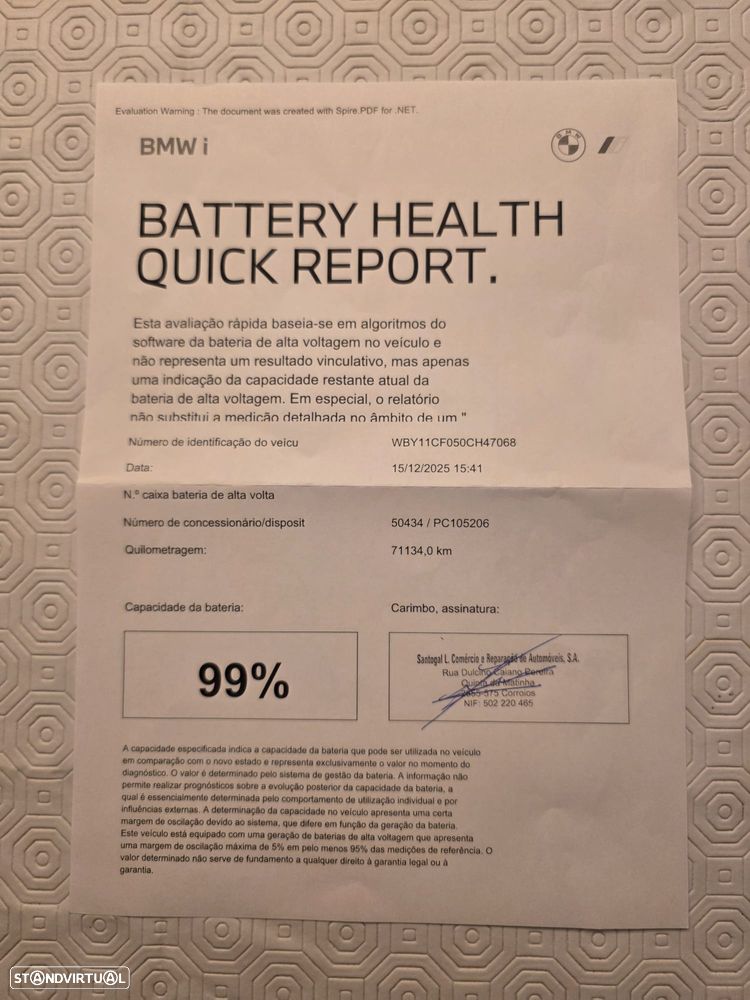 Evaluation Warning : The document was created with Spire.PDF for .NET.
BMW i
BMW
BATTERY HEALTH
QUICK REPORT.
Esta avaliação rápida baseia-se em algoritmos do
software da bateria de alta voltagem no veículo e
não representa um resultado vinculativo, mas apenas
uma indicação da capacidade restante atual da
bateria de alta voltagem. Em especial, o relatório
não substitui a medição detalhada no âmbito de um "
Número de identificação do veícu WBY11CF050CH47068
Data: 15/12/2025 15:41
N.º caixa bateria de alta volta
Número de concessionário/disposit 50434 / PC105206
Quilometragem: 71134,0 km
Capacidade da bateria: Carimbo, assinatura:
99%
Santogal L. Comércio e Reparação de Automóveis, S.A.
Rua Dulcino Caiano Pereira
Quinta da Matinha
2855-575 Corroios
NIF: 502 220 465
A capacidade especificada indica a capacidade da bateria que pode ser utilizada no veículo
em comparação com o novo estado e representa exclusivamente o valor no momento do
diagnóstico. O valor é determinado pelo sistema de gestão da bateria. A informação não
permite realizar prognósticos sobre a evolução posterior da capacidade da bateria, a
qual é essencialmente determinada pelo comportamento de utilização individual e por
influências externas. A determinação da capacidade no veículo apresenta uma certa
margem de oscilação devido ao sistema, que difere em função da geração da bateria.
Este veículo está equipado com uma geração de baterias de alta voltagem que apresenta
uma margem de oscilação máxima de 5% em pelo menos 95% das medições de referência. O
valor determinado não serve de fundamento a qualquer direito à garantia legal ou à
garantia.
STANDVIRTUAL